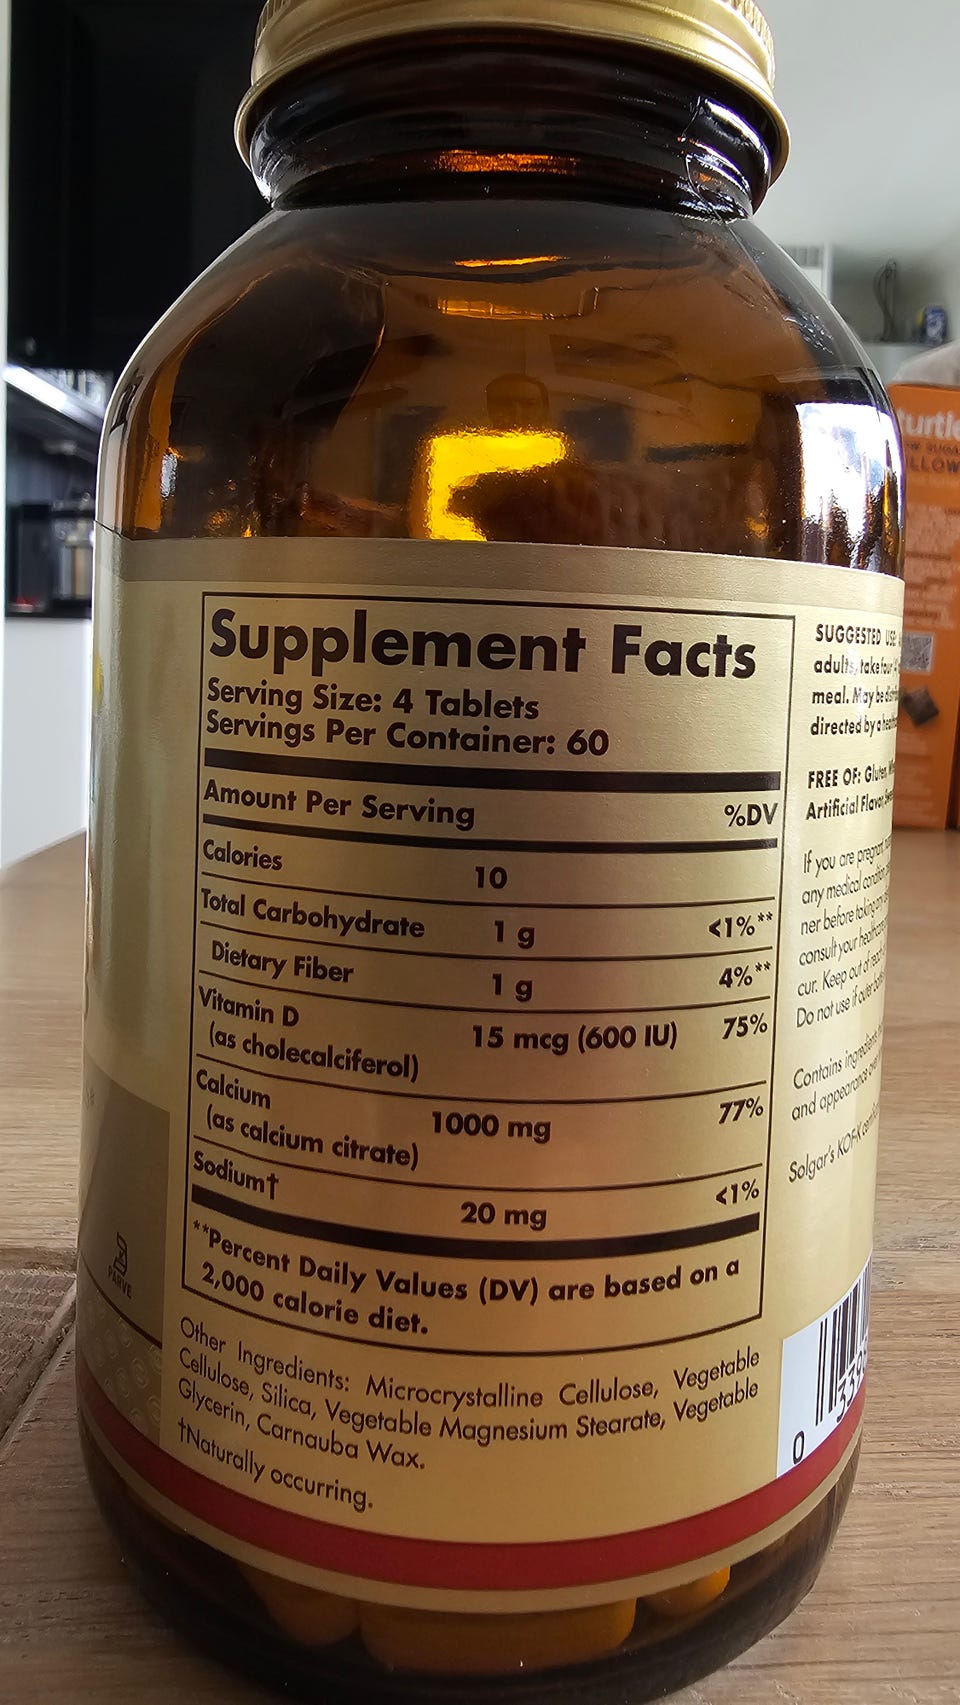 Supplement Facts
Serving Size: 4 Tablets
Servings Per Container: 60
Amount Per Serving %DV
Calories 10
Total Carbohydrate 1 g <1%**
Dietary Fiber 1 g 4%**
Vitamin D 15 mcg (600 IU) 75%
(as cholecalciferol)
Calcium 1000 mg 77%
(as calcium citrate)
Sodium† 20 mg <1%
**Percent Daily Values (DV) are based on a
2,000 calorie diet.
Other Ingredients: Microcrystalline Cellulose, Vegetable
Cellulose, Silica, Vegetable Magnesium Stearate, Vegetable
Glycerin, Carnauba Wax.
†Naturally occurring.
PARVE
SUGGESTED USE:
adults, take four
meal. May be
directed by a
FREE OF: Gluten,
Artificial Flavor,
If you are pregnant,
any medical condition,
ner before taking any
consult your
cur. Keep out of reach
Do not use if outer
Contains ingredients
and appearance
Solgar's KOF-K
0
turtle